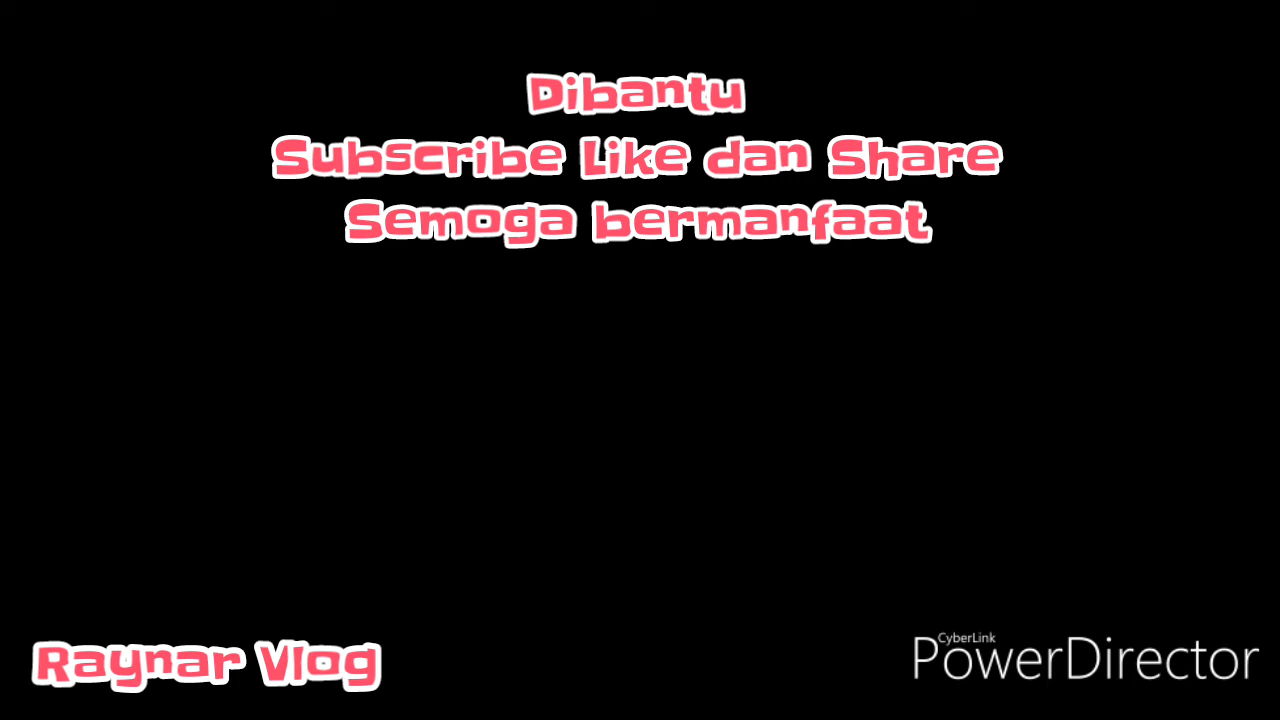 Dibantu
Subscribe Like dan Share
Semoga bermanfaat
Raynar Vlog
CyberLink
PowerDirector